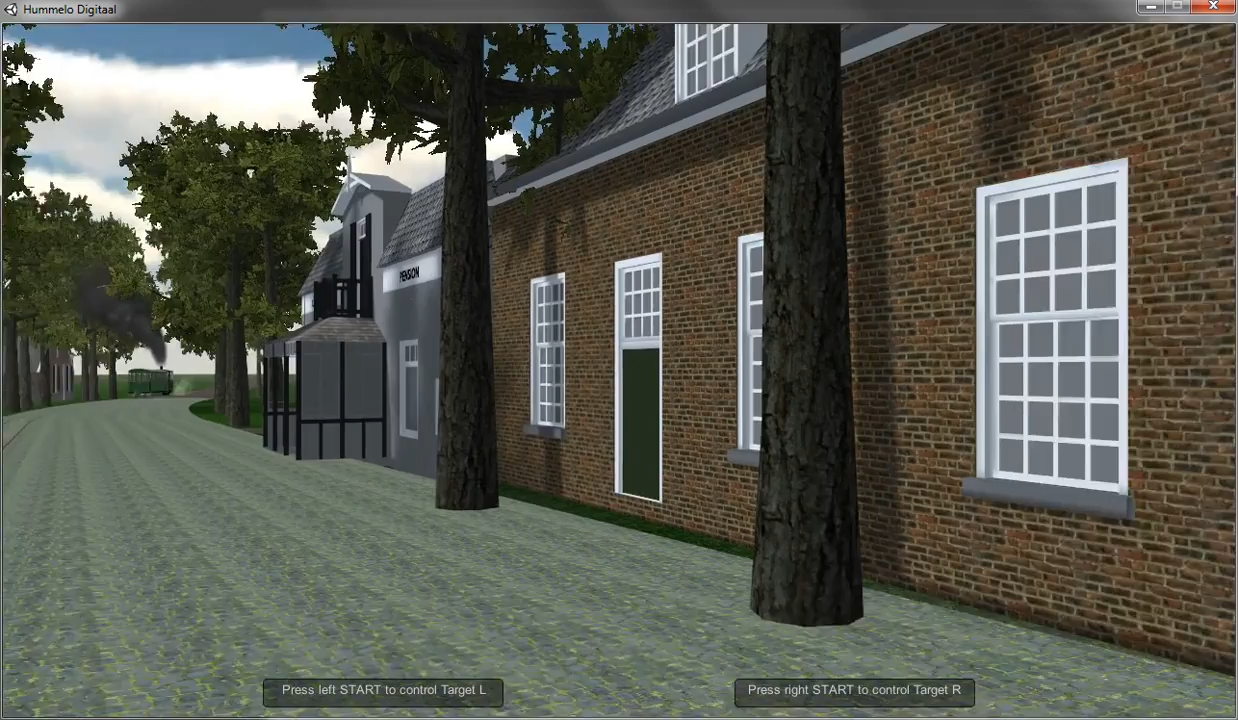 Hummelo Digitaal
PENSION
Press left START to control Target L
Press right START to control Target R